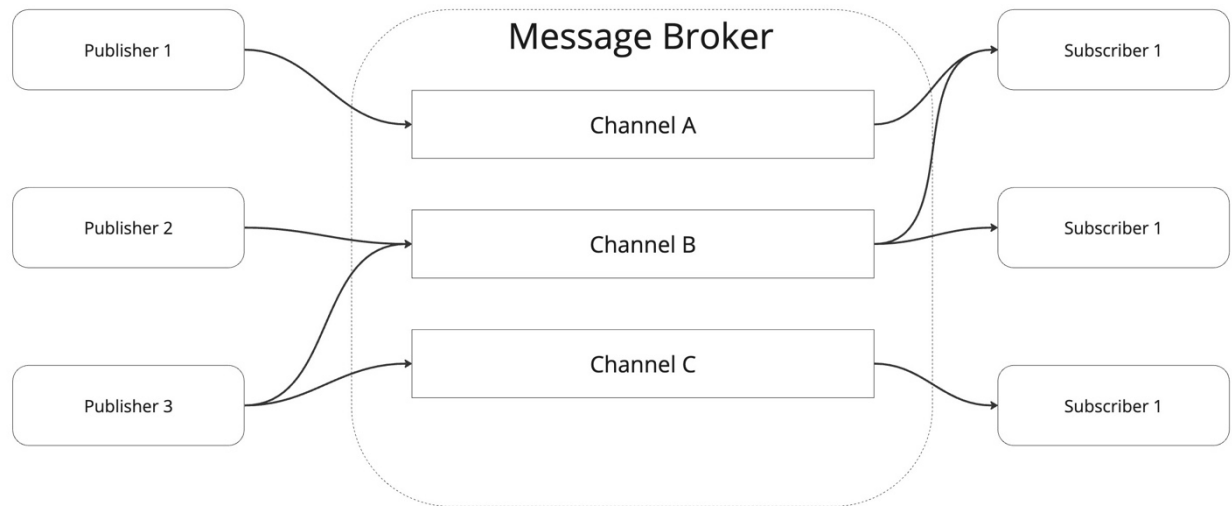 Message Broker
Publisher 1
Channel A
Subscriber 1
Publisher 2
Channel B
Subscriber 1
Publisher 3
Channel C
Subscriber 1